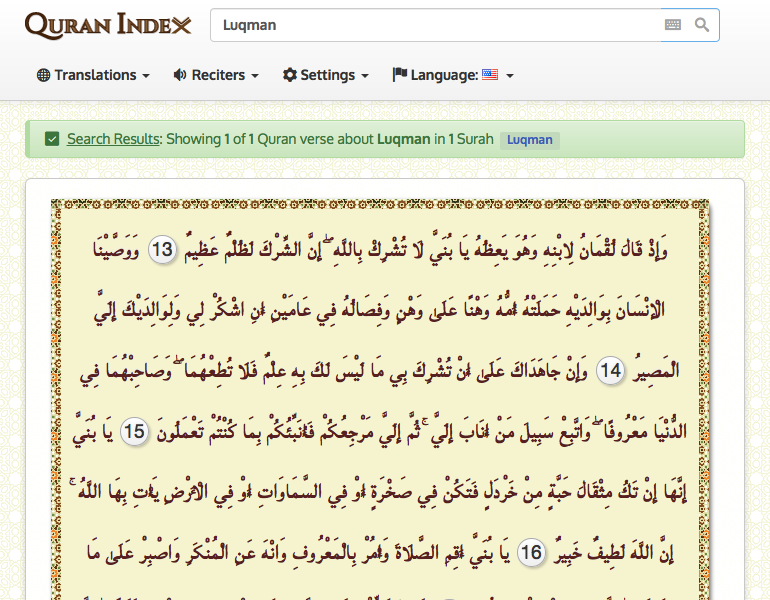 QURAN INDEX
Luqman
Translations
Reciters
Settings
Language:
Search Results: Showing 1 of 1 Quran verse about Luqman in 1 Surah Luqman
وَإِذْ قَالَ لُقْمَانُ لِابْنِهِ وَهُوَ يَعِظُهُ يَا بُنَيَّ لَا تُشْرِكْ بِاللَّهِ ۖ إِنَّ الشِّرْكَ لَظُلْمٌ عَظِيمٌ 13 وَوَصَّيْنَا
الْإِنْسَانَ بِوَالِدَيْهِ حَمَلَتْهُ أُمُّهُ وَهْنًا عَلَىٰ وَهْنٍ وَفِصَالُهُ فِي عَامَيْنِ أَنِ اشْكُرْ لِي وَلِوَالِدَيْكَ إِلَيَّ
الْمَصِيرُ 14 وَإِنْ جَاهَدَاكَ عَلَىٰ أَنْ تُشْرِكَ بِي مَا لَيْسَ لَكَ بِهِ عِلْمٌ فَلَا تُطِعْهُمَا ۖ وَصَاحِبْهُمَا فِي
الدُّنْيَا مَعْرُوفًا ۖ وَاتَّبِعْ سَبِيلَ مَنْ أَنَابَ إِلَيَّ ۚ ثُمَّ إِلَيَّ مَرْجِعُكُمْ فَأُنَبِّئُكُمْ بِمَا كُنْتُمْ تَعْمَلُونَ 15 يَا بُنَيَّ
إِنَّهَا إِنْ تَكُ مِثْقَالَ حَبَّةٍ مِنْ خَرْدَلٍ فَتَكُنْ فِي صَخْرَةٍ أَوْ فِي السَّمَاوَاتِ أَوْ فِي الْأَرْضِ يَأْتِ بِهَا اللَّهُ ۚ
إِنَّ اللَّهَ لَطِيفٌ خَبِيرٌ 16 يَا بُنَيَّ أَقِمِ الصَّلَاةَ وَأْمُرْ بِالْمَعْرُوفِ وَانْهَ عَنِ الْمُنْكَرِ وَاصْبِرْ عَلَىٰ مَا